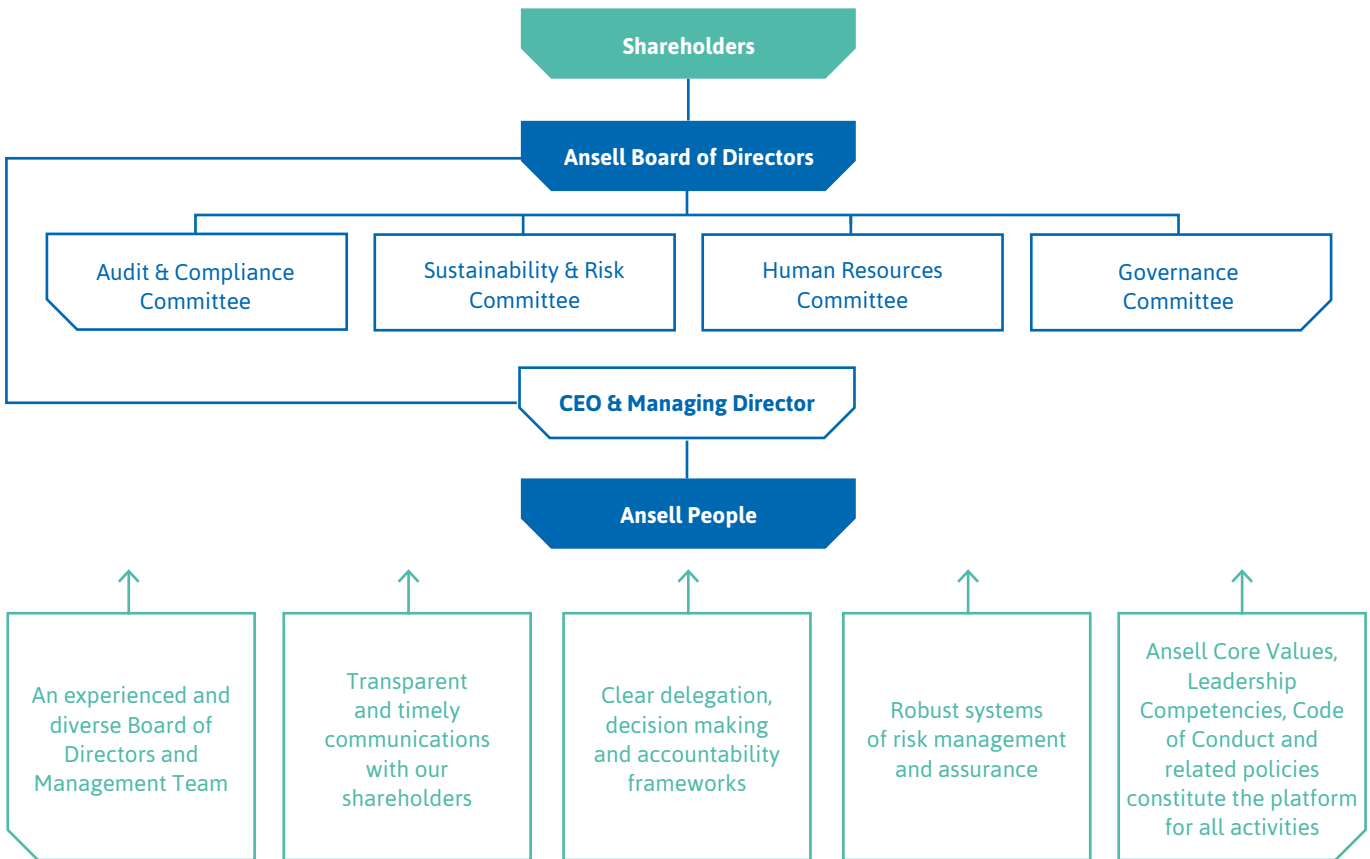 Shareholders
Ansell Board of Directors
Audit & Compliance
Committee
Sustainability & Risk
Committee
Human Resources
Committee
Governance
Committee
CEO & Managing Director
Ansell People
An experienced and
diverse Board of
Directors and
Management Team
Transparent
and timely
communications
with our
shareholders
Clear delegation,
decision making
and accountability
frameworks
Robust systems
of risk management
and assurance
Ansell Core Values,
Leadership
Competencies, Code
of Conduct and
related policies
constitute the platform
for all activities